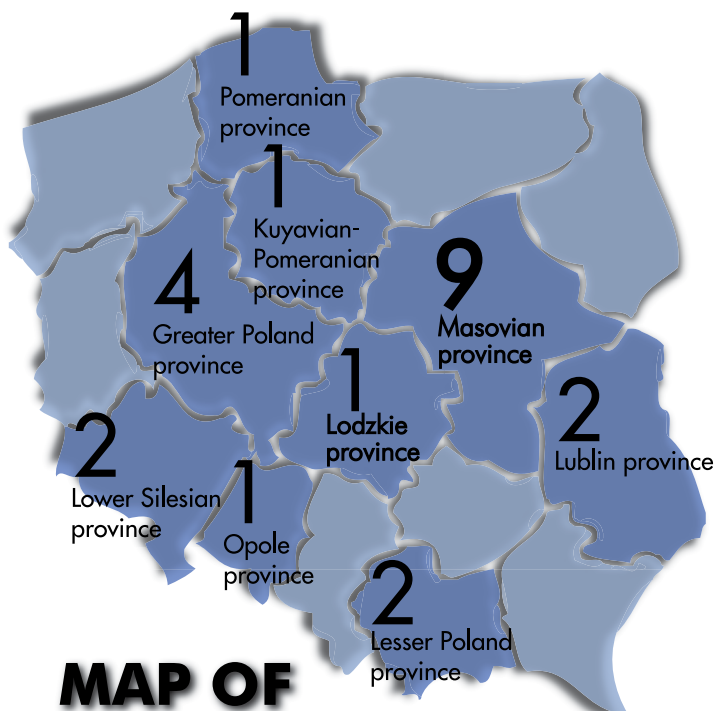 1
Pomeranian
province
1
Kuyavian-
Pomeranian
province
4
Greater Poland
province
9
Masovian
province
1
Lodzkie
province
2
Lublin province
2
Lower Silesian
province
1
Opole
province
2
Lesser Poland
province
MAP OF